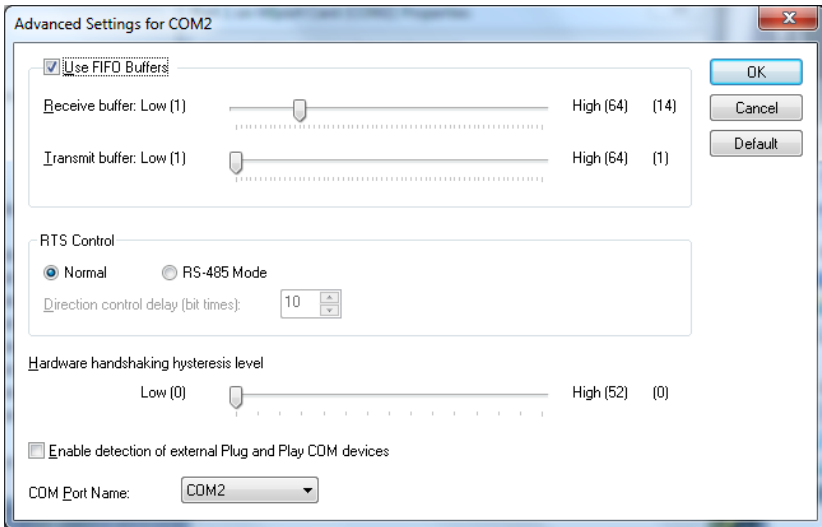 Advanced Settings for COM2
Use FIFO Buffers
OK
Receive buffer: Low (1) High (64) (14)
Cancel
Default
Transmit buffer: Low (1) High (64) (1)
RTS Control
Normal RS-485 Mode
Direction control delay (bit times): 10
Hardware handshaking hysteresis level
Low (0) High (52) (0)
Enable detection of external Plug and Play COM devices
COM Port Name: COM2